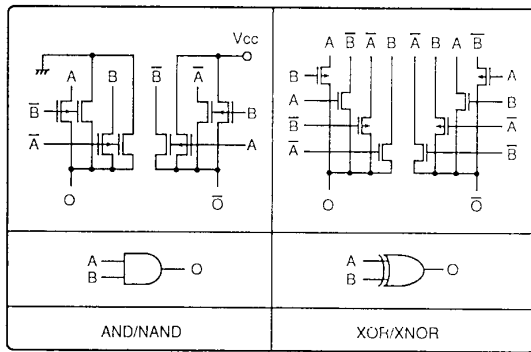 Vcc
A B B̅ A̅
B̅ B
A̅ A
O O̅
A B̅ A̅ B A̅ B A B̅
B A
A B
B̅ A̅
A̅ B̅
O O̅
A
B
O
A
B
O
AND/NAND
XOR/XNOR